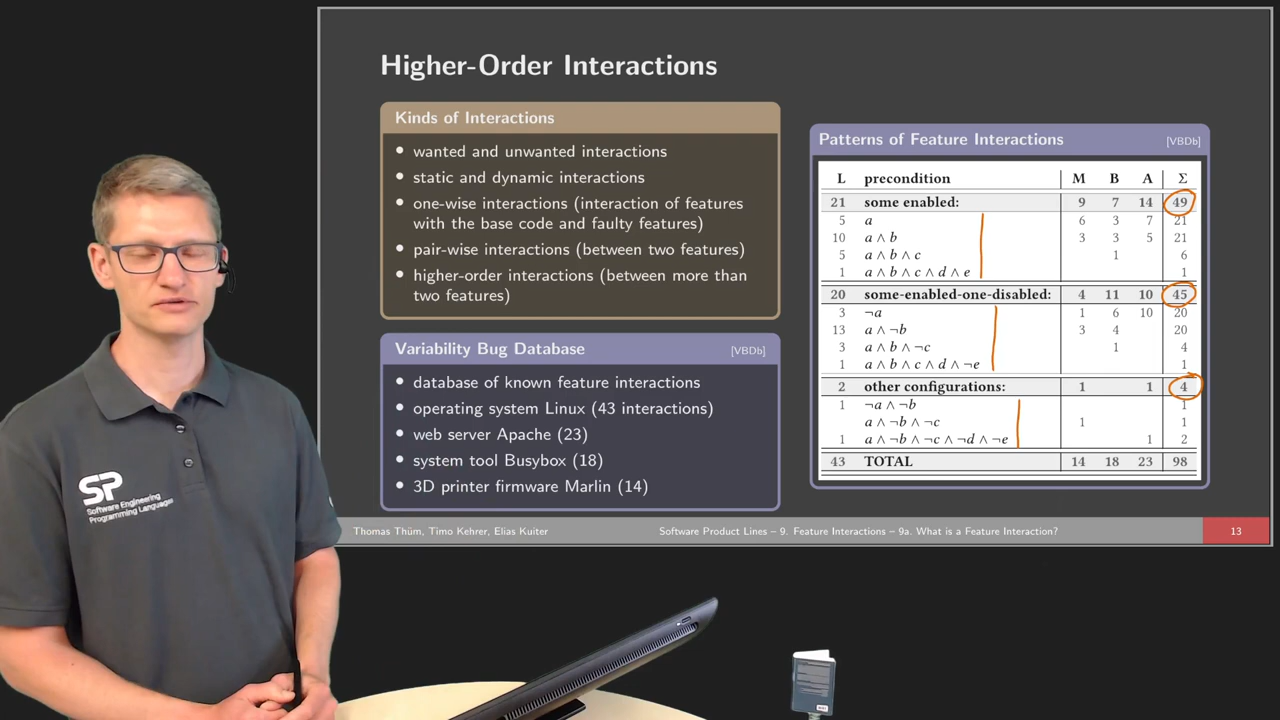 Higher-Order Interactions
Kinds of Interactions
• wanted and unwanted interactions
• static and dynamic interactions
• one-wise interactions (interaction of features
with the base code and faulty features)
• pair-wise interactions (between two features)
• higher-order interactions (between more than
two features)
Variability Bug Database [VBDb]
• database of known feature interactions
• operating system Linux (43 interactions)
• web server Apache (23)
• system tool Busybox (18)
• 3D printer firmware Marlin (14)
Patterns of Feature Interactions [VBDb]
L precondition M B A Σ
21 some enabled: 9 7 14 49
5 a 6 3 7 21
10 a ∧ b 3 3 5 21
5 a ∧ b ∧ c 1 6
1 a ∧ b ∧ c ∧ d ∧ e 1
20 some-enabled-one-disabled: 4 11 10 45
3 ¬a 1 6 10 20
13 a ∧ ¬b 3 4 20
3 a ∧ b ∧ ¬c 1 4
1 a ∧ b ∧ c ∧ d ∧ ¬e 1
2 other configurations: 1 1 4
1 ¬a ∧ ¬b 1
a ∧ ¬b ∧ ¬c 1 1
1 a ∧ ¬b ∧ ¬c ∧ ¬d ∧ ¬e 1 2
43 TOTAL 14 18 23 98
Thomas Thüm, Timo Kehrer, Elias Kuiter Software Product Lines – 9. Feature Interactions – 9a. What is a Feature Interaction? 13
SP
Software Engineering
Programming Languages